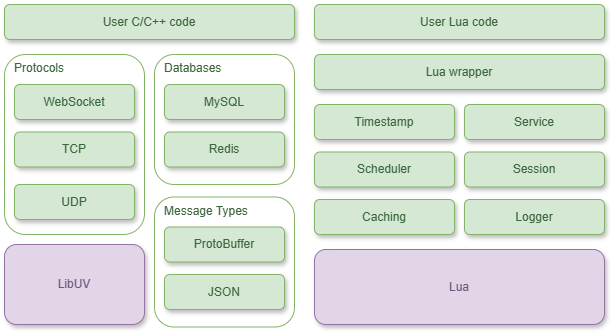 User C/C++ code
User Lua code
Protocols
WebSocket
TCP
UDP
LibUV
Databases
MySQL
Redis
Message Types
ProtoBuffer
JSON
Lua wrapper
Timestamp
Service
Scheduler
Session
Caching
Logger
Lua